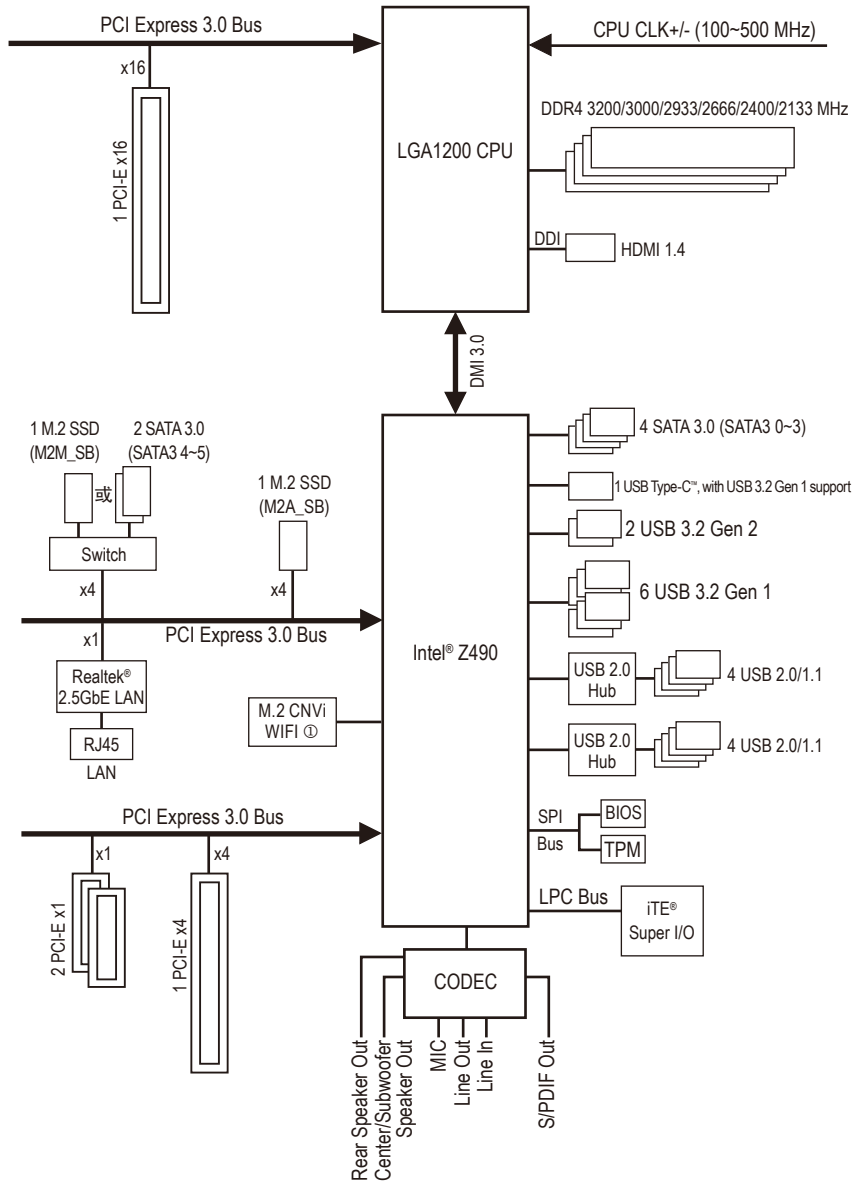 PCI Express 3.0 Bus
CPU CLK+/- (100~500 MHz)
x16
1 PCI-E x16
LGA1200 CPU
DDR4 3200/3000/2933/2666/2400/2133 MHz
DDI
HDMI 1.4
DMI 3.0
1 M.2 SSD
(M2M_SB)
或
2 SATA 3.0
(SATA3 4~5)
Switch
x4
1 M.2 SSD
(M2A_SB)
x4
PCI Express 3.0 Bus
x1
Realtek®
2.5GbE LAN
RJ45
LAN
M.2 CNVi
WIFI ①
Intel® Z490
4 SATA 3.0 (SATA3 0~3)
1 USB Type-C™, with USB 3.2 Gen 1 support
2 USB 3.2 Gen 2
6 USB 3.2 Gen 1
USB 2.0
Hub
4 USB 2.0/1.1
USB 2.0
Hub
4 USB 2.0/1.1
PCI Express 3.0 Bus
x1
x4
2 PCI-E x1
1 PCI-E x4
SPI
Bus
BIOS
TPM
LPC Bus
iTE®
Super I/O
CODEC
Rear Speaker Out
Center/Subwoofer
Speaker Out
MIC
Line Out
Line In
S/PDIF Out